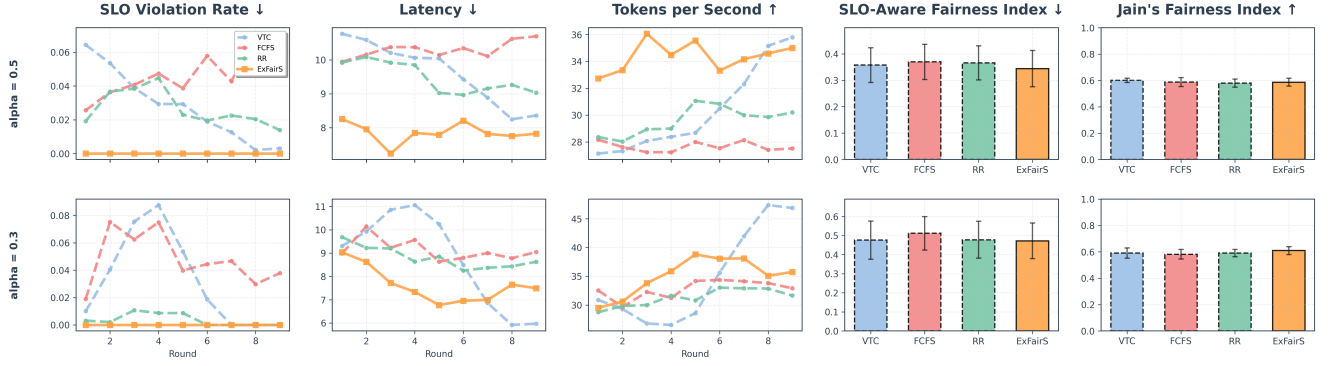 SLO Violation Rate ↓
Latency ↓
Tokens per Second ↑
SLO-Aware Fairness Index ↓
Jain's Fairness Index ↑
alpha = 0.5
0.06
0.04
0.02
0.00
VTC
FCFS
RR
ExFairS
10
9
8
36
34
32
30
28
0.4
0.3
0.2
0.1
0.0
VTC FCFS RR ExFairS
1.0
0.8
0.6
0.4
0.2
0.0
VTC FCFS RR ExFairS
alpha = 0.3
0.08
0.06
0.04
0.02
0.00
2 4 6 8
Round
11
10
9
8
7
6
2 4 6 8
Round
45
40
35
30
2 4 6 8
Round
0.6
0.5
0.4
0.3
0.2
0.1
0.0
VTC FCFS RR ExFairS
1.0
0.8
0.6
0.4
0.2
0.0
VTC FCFS RR ExFairS